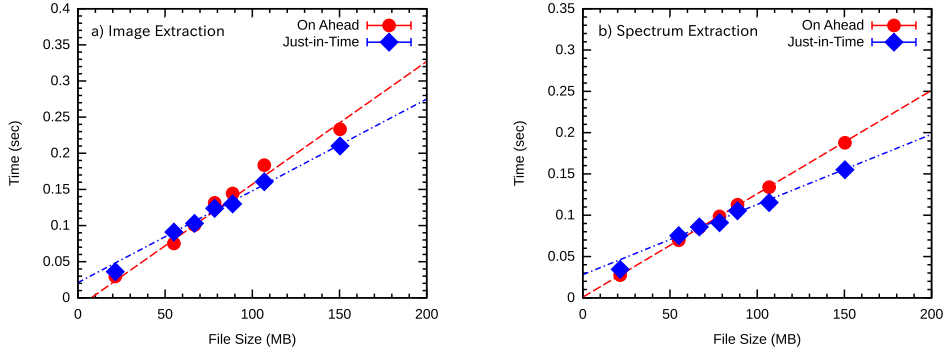 a) Image Extraction
On Ahead
Just-in-Time
0.4
0.35
0.3
0.25
0.2
0.15
0.1
0.05
0
Time (sec)
0 50 100 150 200
File Size (MB)
b) Spectrum Extraction
On Ahead
Just-in-Time
0.35
0.3
0.25
0.2
0.15
0.1
0.05
0
Time (sec)
0 50 100 150 200
File Size (MB)